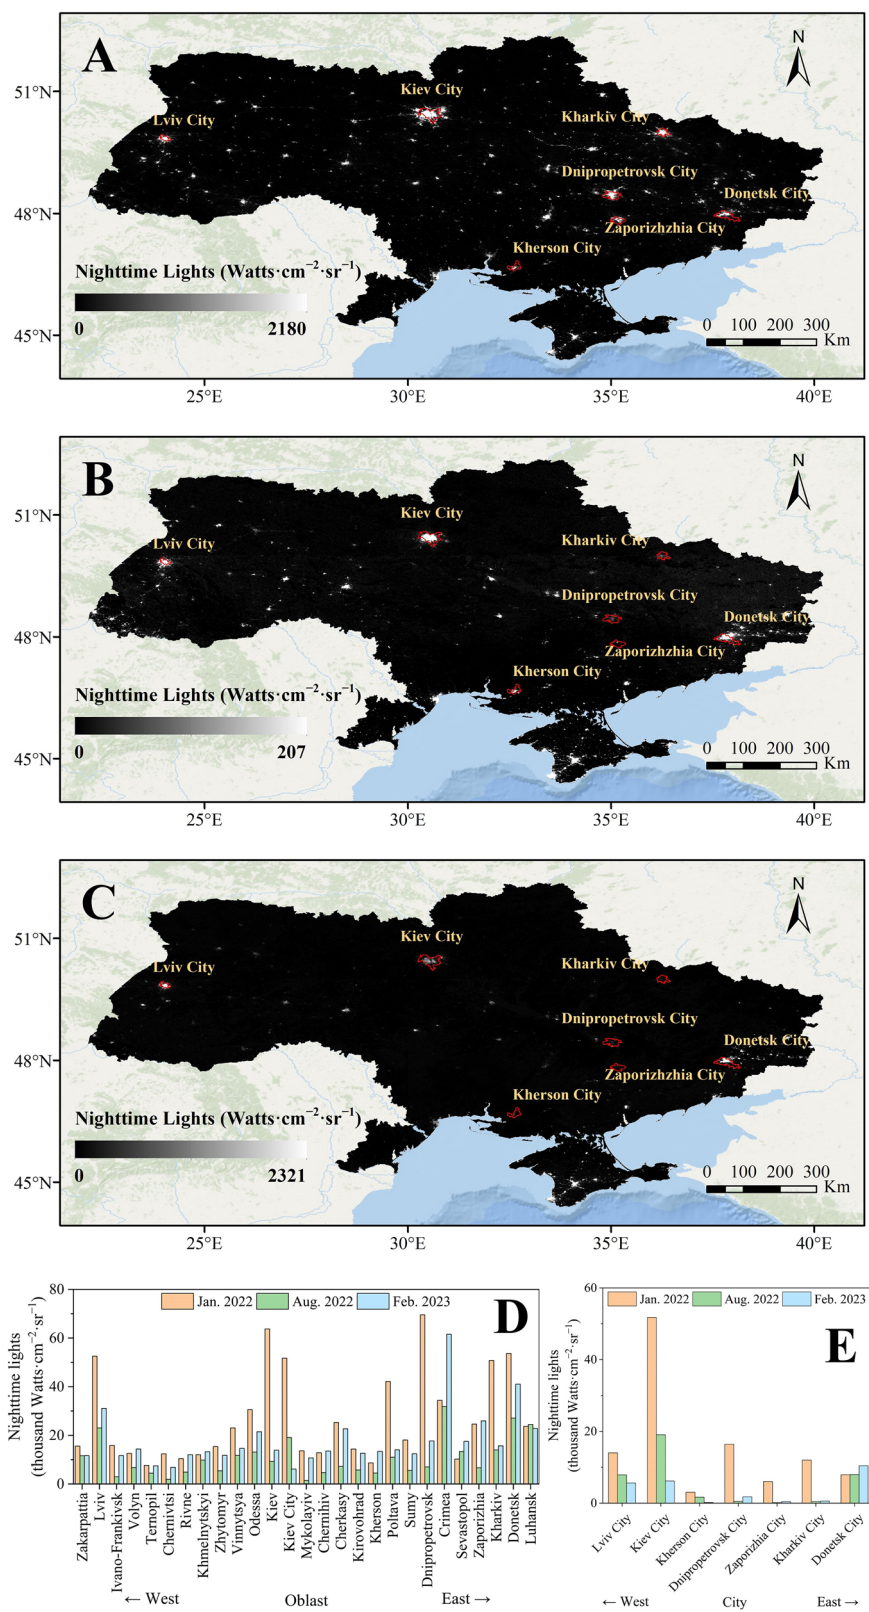 A
N
51°N
48°N
45°N
Kiev City
Lviv City
Kharkiv City
Dnipropetrovsk City
Donetsk City
Zaporizhzhia City
Kherson City
Nighttime Lights (Watts·cm⁻²·sr⁻¹)
0 2180
0 100 200 300
Km
25°E 30°E 35°E 40°E
B
N
51°N
48°N
45°N
Kiev City
Lviv City
Kharkiv City
Dnipropetrovsk City
Donetsk City
Zaporizhzhia City
Kherson City
Nighttime Lights (Watts·cm⁻²·sr⁻¹)
0 207
0 100 200 300
Km
25°E 30°E 35°E 40°E
C
N
51°N
48°N
45°N
Kiev City
Lviv City
Kharkiv City
Dnipropetrovsk City
Donetsk City
Zaporizhzhia City
Kherson City
Nighttime Lights (Watts·cm⁻²·sr⁻¹)
0 2321
0 100 200 300
Km
25°E 30°E 35°E 40°E
D
Jan. 2022 Aug. 2022 Feb. 2023
Nighttime lights
(thousand Watts·cm⁻²·sr⁻¹)
80
60
40
20
0
Zakarpattia
Lviv
Ivano-Frankivsk
Volyn
Ternopil
Chernivtsi
Rivne
Khmelnytskyi
Zhytomyr
Vinnytsya
Odessa
Kiev
Kiev City
Mykolayiv
Chernihiv
Cherkasy
Kirovohrad
Kherson
Poltava
Sumy
Dnipropetrovs
Crimea
Sevastopol
Zaporizhia
Kharkiv
Donetsk
Luhansk
← West Oblast East →
E
Jan. 2022 Aug. 2022 Feb. 2023
Nighttime lights
(thousand Watts·cm⁻²·sr⁻¹)
60
40
20
0
Lviv City
Kiev City
Kherson City
Dnipropetrovsk City
Zaporizhia City
Kharkiv City
Donetsk City
← West City East →